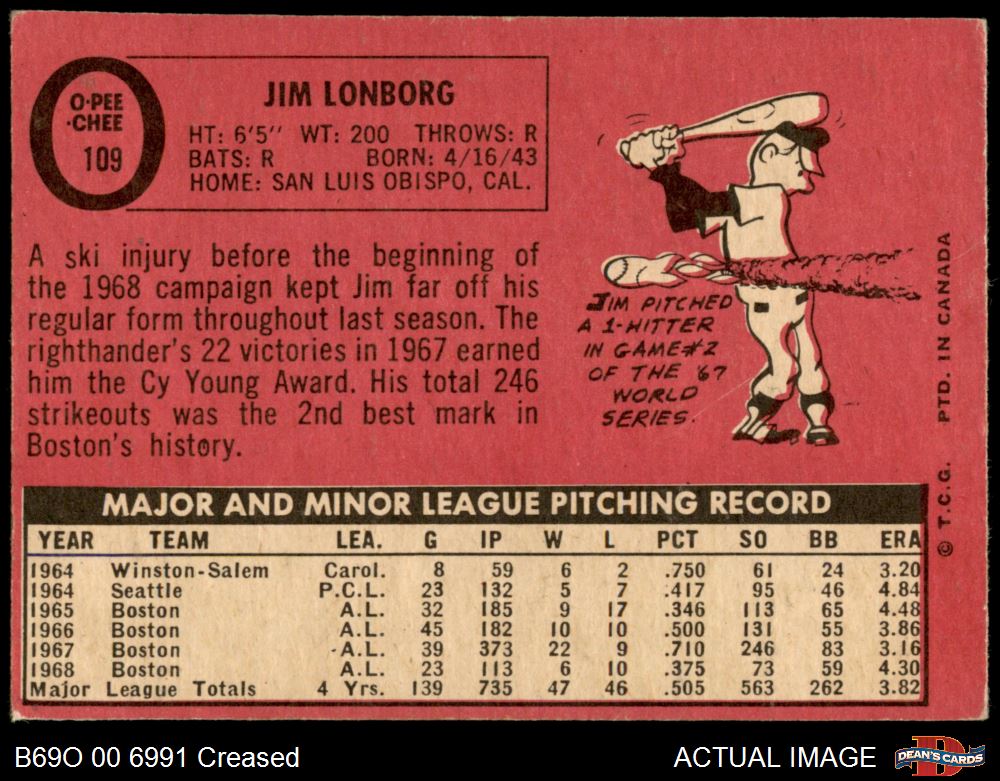 O·PEE
·CHEE
109
JIM LONBORG
HT: 6'5" WT: 200 THROWS: R
BATS: R BORN: 4/16/43
HOME: SAN LUIS OBISPO, CAL.
A ski injury before the beginning of
the 1968 campaign kept Jim far off his
regular form throughout last season. The
righthander's 22 victories in 1967 earned
him the Cy Young Award. His total 246
strikeouts was the 2nd best mark in
Boston's history.
JIM PITCHED
A 1-HITTER
IN GAME #2
OF THE '67
WORLD
SERIES.
© T.C.G. PTD. IN CANADA
MAJOR AND MINOR LEAGUE PITCHING RECORD
YEAR TEAM LEA. G IP W L PCT SO BB ERA
1964 Winston-Salem Carol. 8 59 6 2 .750 61 24 3.20
1964 Seattle P.C.L. 23 132 5 7 .417 95 46 4.84
1965 Boston A.L. 32 185 9 17 .346 113 65 4.48
1966 Boston A.L. 45 182 10 10 .500 131 55 3.86
1967 Boston A.L. 39 373 22 9 .710 246 83 3.16
1968 Boston A.L. 23 113 6 10 .375 73 59 4.30
Major League Totals 4 Yrs. 139 735 47 46 .505 563 262 3.82
B69O 00 6991 Creased
ACTUAL IMAGE
DEAN'S CARDS